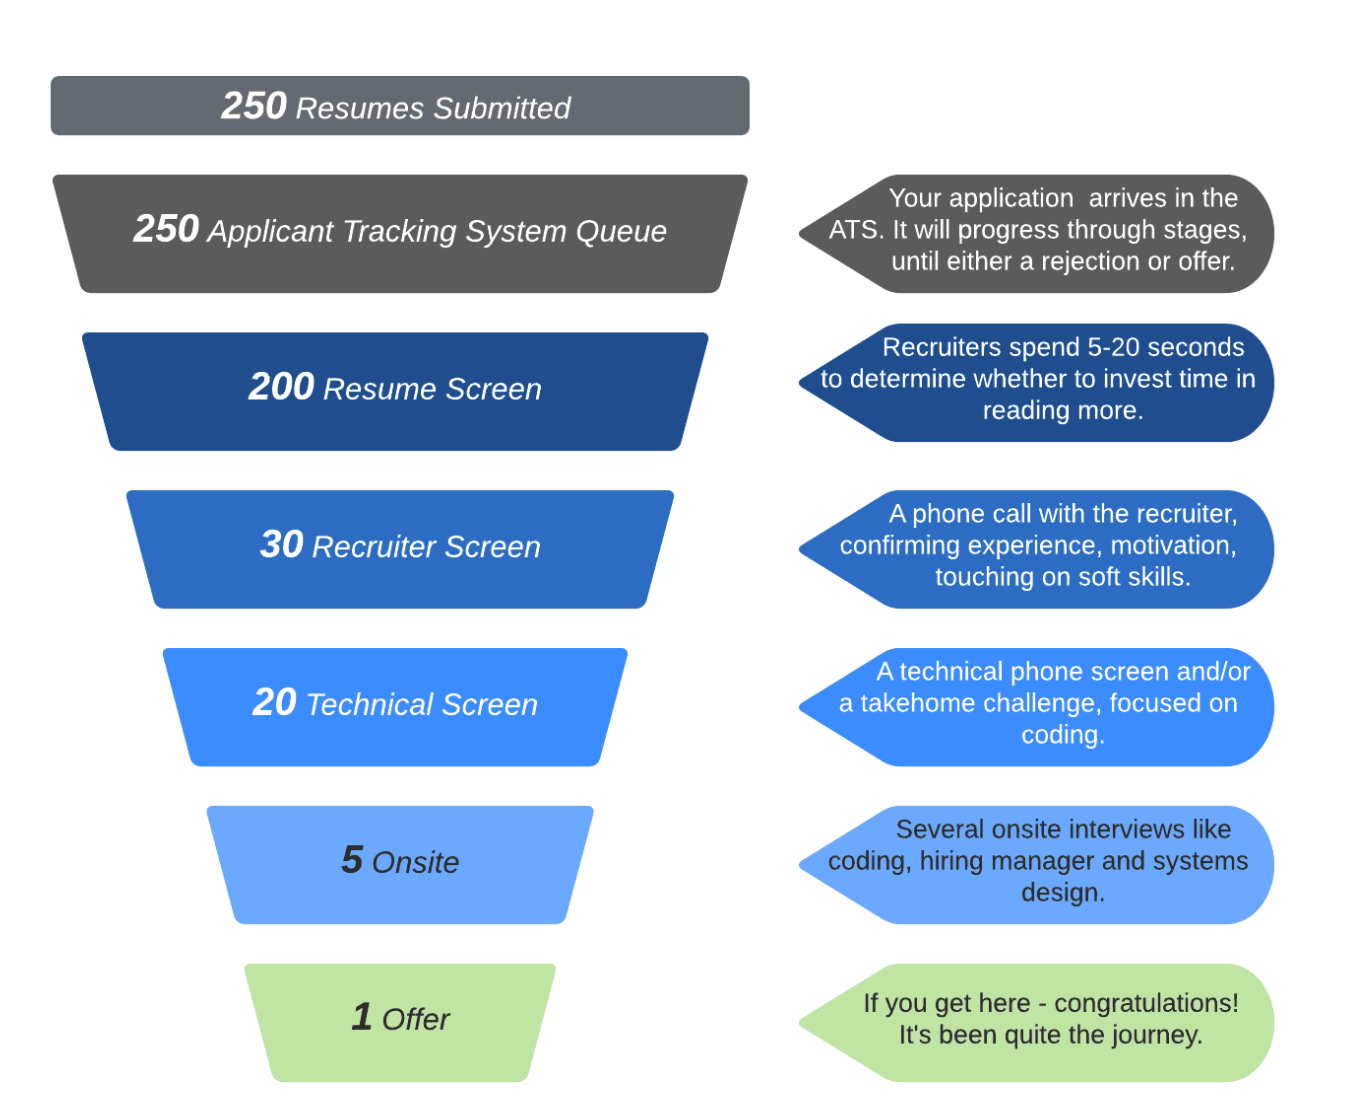 250 Resumes Submitted
250 Applicant Tracking System Queue
Your application  arrives in the
ATS. It will progress through stages,
until either a rejection or offer.
200 Resume Screen
Recruiters spend 5-20 seconds
to determine whether to invest time in
reading more.
30 Recruiter Screen
A phone call with the recruiter,
confirming experience, motivation,
touching on soft skills.
20 Technical Screen
A technical phone screen and/or
a takehome challenge, focused on
coding.
5 Onsite
Several onsite interviews like
coding, hiring manager and systems
design.
1 Offer
If you get here - congratulations!
It's been quite the journey.